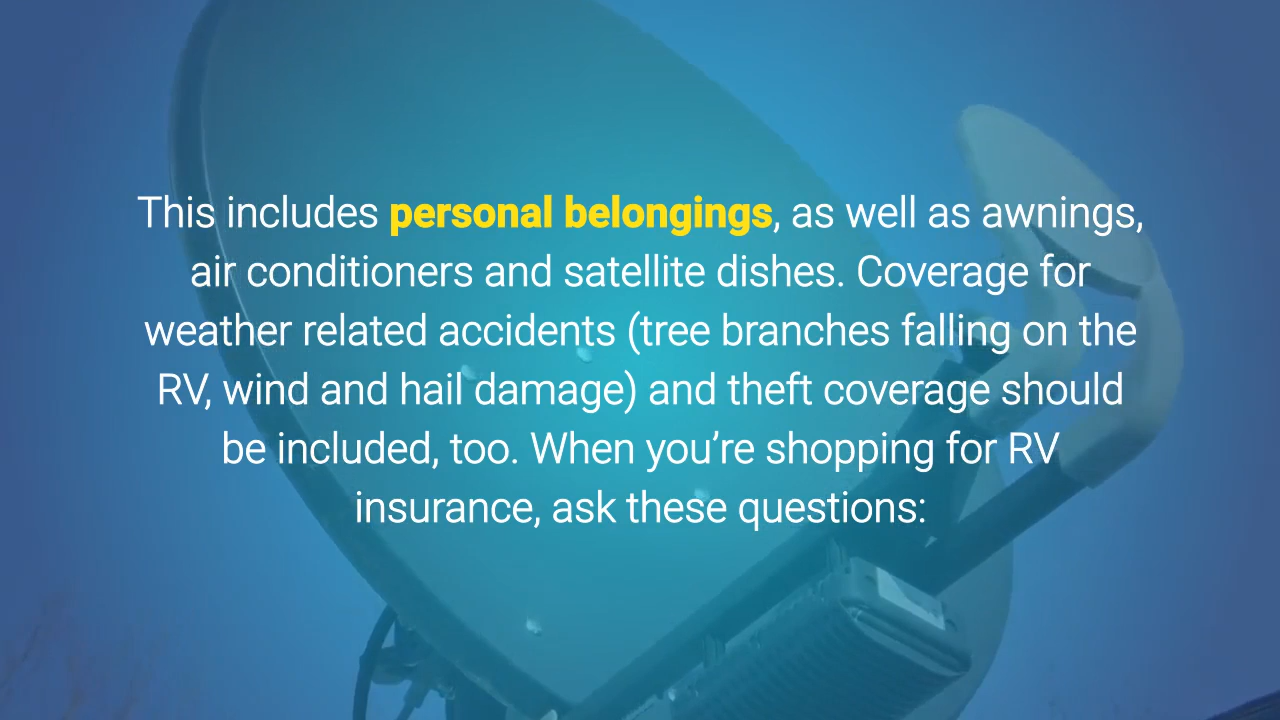 This includes personal belongings, as well as awnings,
air conditioners and satellite dishes. Coverage for
weather related accidents (tree branches falling on the
RV, wind and hail damage) and theft coverage should
be included, too. When you’re shopping for RV
insurance, ask these questions: